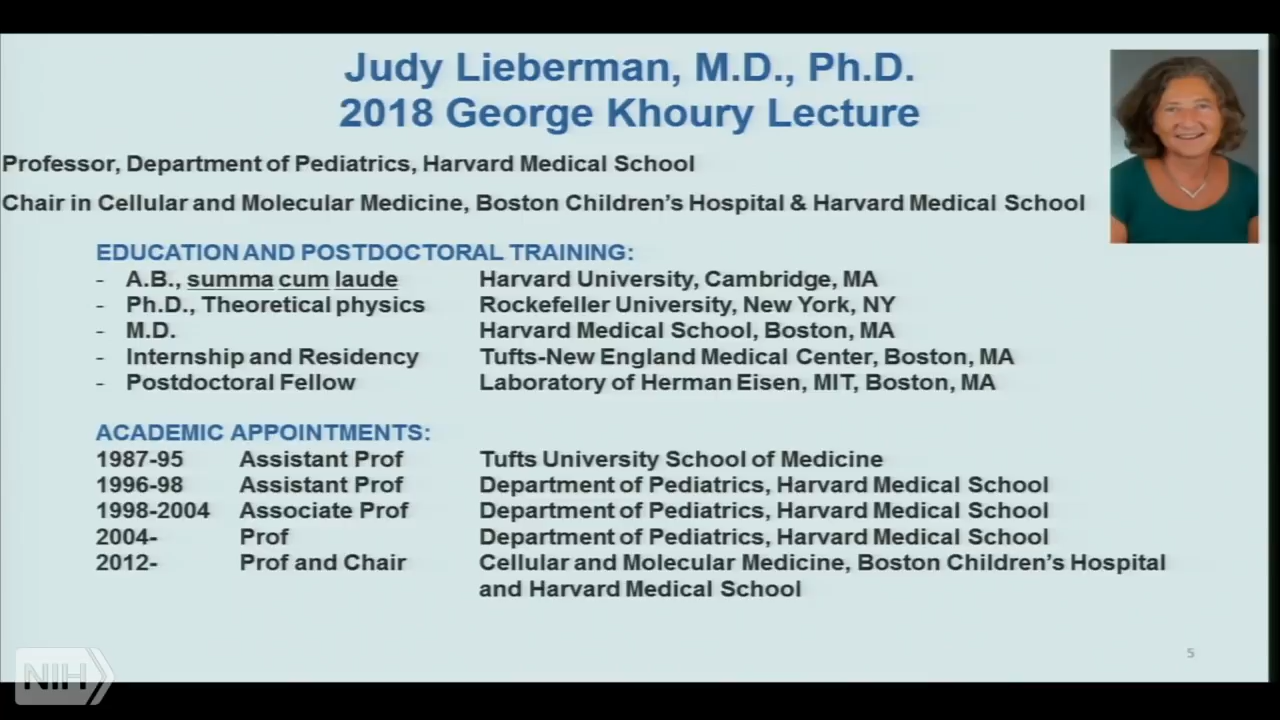 Judy Lieberman, M.D., Ph.D.
2018 George Khoury Lecture
Professor, Department of Pediatrics, Harvard Medical School
Chair in Cellular and Molecular Medicine, Boston Children's Hospital & Harvard Medical School
EDUCATION AND POSTDOCTORAL TRAINING:
- A.B., summa cum laude Harvard University, Cambridge, MA
- Ph.D., Theoretical physics Rockefeller University, New York, NY
- M.D. Harvard Medical School, Boston, MA
- Internship and Residency Tufts-New England Medical Center, Boston, MA
- Postdoctoral Fellow Laboratory of Herman Eisen, MIT, Boston, MA
ACADEMIC APPOINTMENTS:
1987-95 Assistant Prof Tufts University School of Medicine
1996-98 Assistant Prof Department of Pediatrics, Harvard Medical School
1998-2004 Associate Prof Department of Pediatrics, Harvard Medical School
2004- Prof Department of Pediatrics, Harvard Medical School
2012- Prof and Chair Cellular and Molecular Medicine, Boston Children's Hospital
and Harvard Medical School
5
NIH